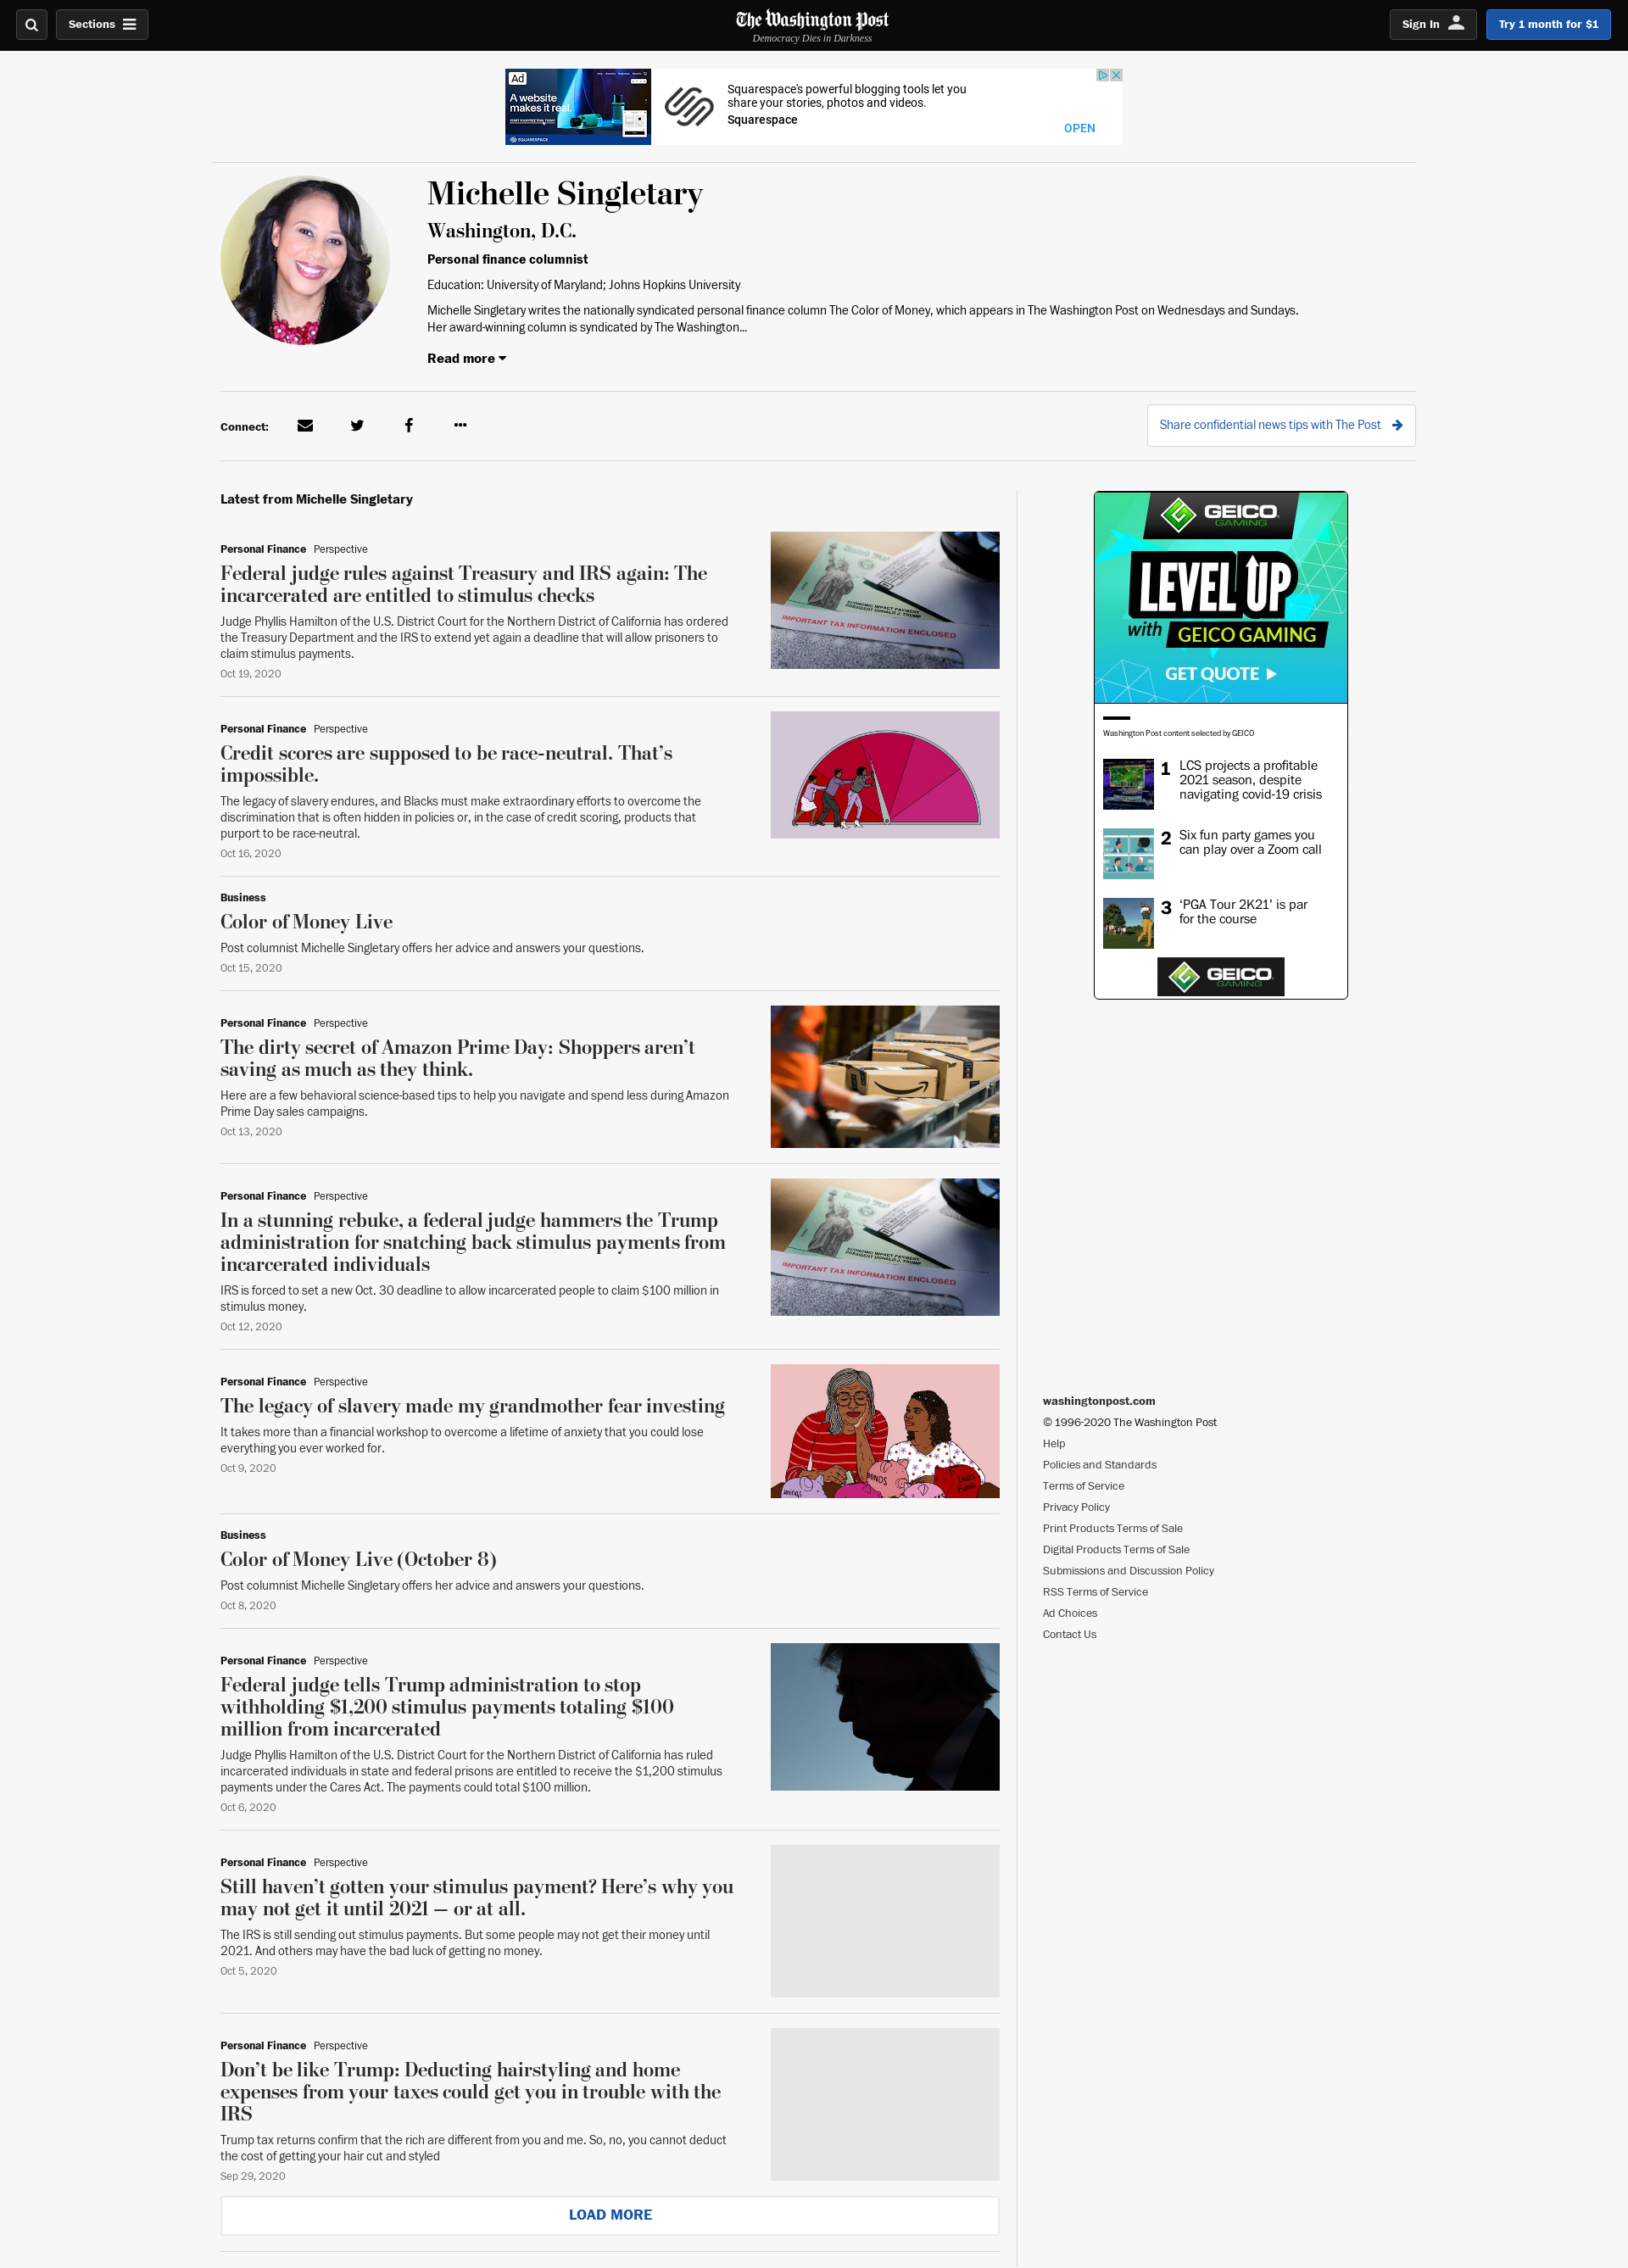 Sections
The Washington Post
Democracy Dies in Darkness
Sign In
Try 1 month for $1
Ad
A website
makes it real.
SQUARESPACE
Squarespace's powerful blogging tools let you
share your stories, photos and videos.
Squarespace
OPEN
Michelle Singletary
Washington, D.C.
Personal finance columnist
Education: University of Maryland; Johns Hopkins University
Michelle Singletary writes the nationally syndicated personal finance column The Color of Money, which appears in The Washington Post on Wednesdays and Sundays.
Her award-winning column is syndicated by The Washington...
Read more
Connect:
Share confidential news tips with The Post
Latest from Michelle Singletary
Personal Finance Perspective
Federal judge rules against Treasury and IRS again: The
incarcerated are entitled to stimulus checks
Judge Phyllis Hamilton of the U.S. District Court for the Northern District of California has ordered
the Treasury Department and the IRS to extend yet again a deadline that will allow prisoners to
claim stimulus payments.
Oct 19, 2020
ECONOMIC IMPACT PAYMENT
PRESIDENT DONALD J. TRUMP
IMPORTANT TAX INFORMATION ENCLOSED
Personal Finance Perspective
Credit scores are supposed to be race-neutral. That’s
impossible.
The legacy of slavery endures, and Blacks must make extraordinary efforts to overcome the
discrimination that is often hidden in policies or, in the case of credit scoring, products that
purport to be race-neutral.
Oct 16, 2020
Business
Color of Money Live
Post columnist Michelle Singletary offers her advice and answers your questions.
Oct 15, 2020
Personal Finance Perspective
The dirty secret of Amazon Prime Day: Shoppers aren’t
saving as much as they think.
Here are a few behavioral science-based tips to help you navigate and spend less during Amazon
Prime Day sales campaigns.
Oct 13, 2020
Personal Finance Perspective
In a stunning rebuke, a federal judge hammers the Trump
administration for snatching back stimulus payments from
incarcerated individuals
IRS is forced to set a new Oct. 30 deadline to allow incarcerated people to claim $100 million in
stimulus money.
Oct 12, 2020
ECONOMIC IMPACT PAYMENT
PRESIDENT DONALD J. TRUMP
IMPORTANT TAX INFORMATION ENCLOSED
Personal Finance Perspective
The legacy of slavery made my grandmother fear investing
It takes more than a financial workshop to overcome a lifetime of anxiety that you could lose
everything you ever worked for.
Oct 9, 2020
BONDS
Index
Funds
Business
Color of Money Live (October 8)
Post columnist Michelle Singletary offers her advice and answers your questions.
Oct 8, 2020
Personal Finance Perspective
Federal judge tells Trump administration to stop
withholding $1,200 stimulus payments totaling $100
million from incarcerated
Judge Phyllis Hamilton of the U.S. District Court for the Northern District of California has ruled
incarcerated individuals in state and federal prisons are entitled to receive the $1,200 stimulus
payments under the Cares Act. The payments could total $100 million.
Oct 6, 2020
Personal Finance Perspective
Still haven’t gotten your stimulus payment? Here’s why you
may not get it until 2021 — or at all.
The IRS is still sending out stimulus payments. But some people may not get their money until
2021. And others may have the bad luck of getting no money.
Oct 5, 2020
Personal Finance Perspective
Don’t be like Trump: Deducting hairstyling and home
expenses from your taxes could get you in trouble with the
IRS
Trump tax returns confirm that the rich are different from you and me. So, no, you cannot deduct
the cost of getting your hair cut and styled
Sep 29, 2020
LOAD MORE
GEICO
GAMING
LEVEL UP
with GEICO GAMING
GET QUOTE
Washington Post content selected by GEICO
1 LCS projects a profitable
2021 season, despite
navigating covid-19 crisis
2 Six fun party games you
can play over a Zoom call
3 ‘PGA Tour 2K21’ is par
for the course
GEICO
GAMING
washingtonpost.com
© 1996-2020 The Washington Post
Help
Policies and Standards
Terms of Service
Privacy Policy
Print Products Terms of Sale
Digital Products Terms of Sale
Submissions and Discussion Policy
RSS Terms of Service
Ad Choices
Contact Us